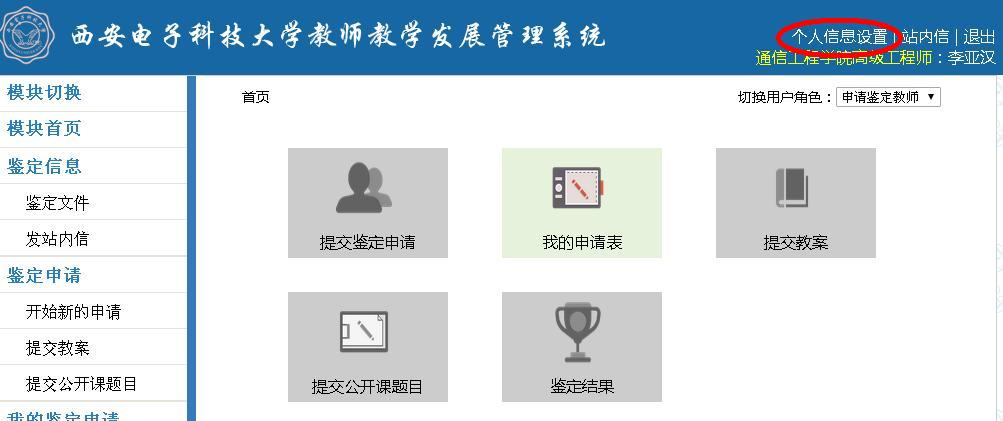 西安电子科技大学教师教学发展管理系统
个人信息设置 | 站内信 | 退出
通信工程学院高级工程师：李亚汉
模块切换
模块首页
鉴定信息
鉴定文件
发站内信
鉴定申请
开始新的申请
提交教案
提交公开课题目
我的鉴定申请
首页
切换用户角色：申请鉴定教师
提交鉴定申请
我的申请表
提交教案
提交公开课题目
鉴定结果